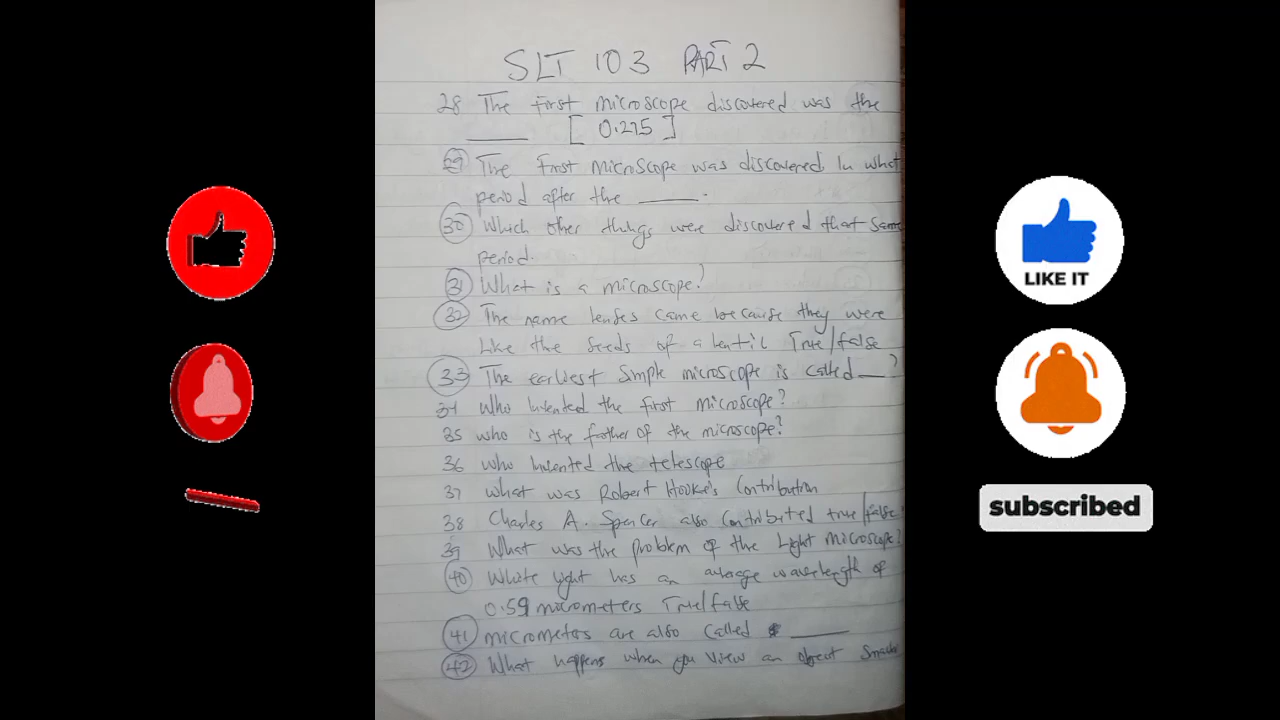 SLT 103 PART 2
28 The first microscope discovered was the
____ [0.275]
29 The first microscope was discovered in what
period after the ____.
30 Which other things were discovered that same
period.
31 What is a microscope?
32 The name lenses came because they were
like the seeds of a lentil True/false
33 The earliest simple microscope is called __?
34 Who invented the first microscope?
35 who is the father of the microscope?
36 who invented the telescope
37 What was Robert Hooke's contribution
38 Charles A. Spencer also contributed true/false?
39 What was the problem of the Light microscope?
40 White light has an average wavelength of
0.59 micrometers True/false
41 micrometers are also called ____
42 What happens when you view an object
LIKE IT
subscribed